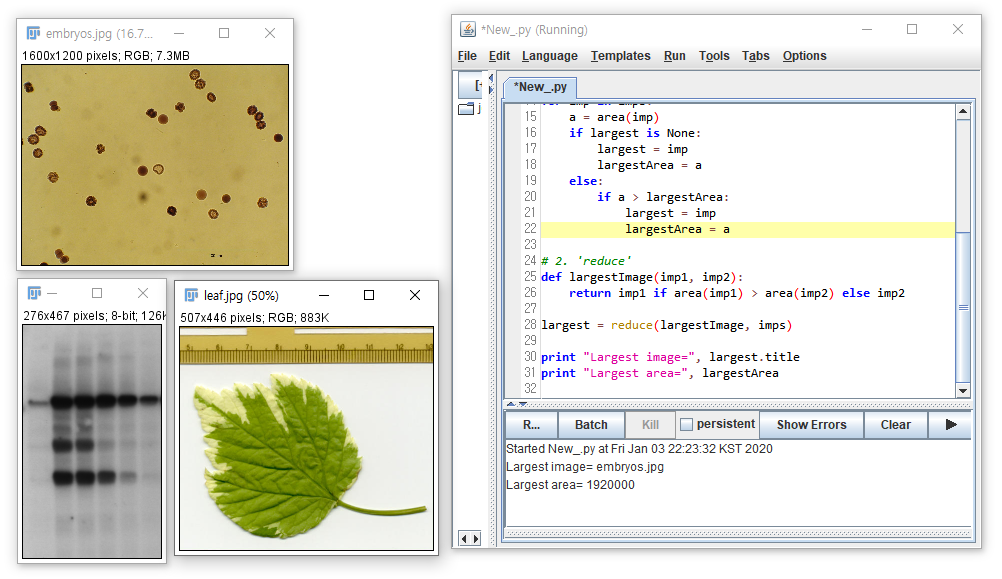 embryos.jpg (16.7...
1600x1200 pixels; RGB; 7.3MB
276x467 pixels; 8-bit; 126K
leaf.jpg (50%)
507x446 pixels; RGB; 883K
*New_.py (Running)
File Edit Language Templates Run Tools Tabs Options
*New_.py
15 a = area(imp)
16 if largest is None:
17 largest = imp
18 largestArea = a
19 else:
20 if a > largestArea:
21 largest = imp
22 largestArea = a
23
24 # 2. 'reduce'
25 def largestImage(imp1, imp2):
26 return imp1 if area(imp1) > area(imp2) else imp2
27
28 largest = reduce(largestImage, imps)
29
30 print "Largest image=", largest.title
31 print "Largest area=", largestArea
32
R... Batch Kill persistent Show Errors Clear
Started New_.py at Fri Jan 03 22:23:32 KST 2020
Largest image= embryos.jpg
Largest area= 1920000